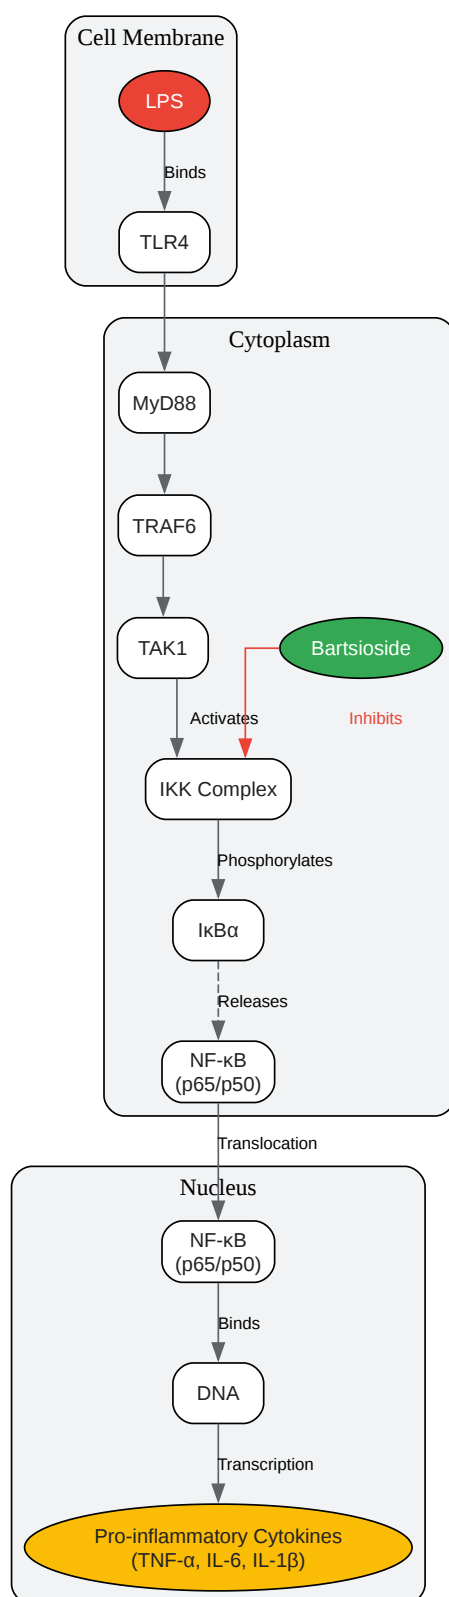 Cell Membrane
LPS
Binds
TLR4
Cytoplasm
MyD88
TRAF6
TAK1
Bartsioside
Activates
Inhibits
IKK Complex
Phosphorylates
IκBα
Releases
NF-κB
(p65/p50)
Translocation
Nucleus
NF-κB
(p65/p50)
Binds
DNA
Transcription
Pro-inflammatory Cytokines
(TNF-α, IL-6, IL-1β)